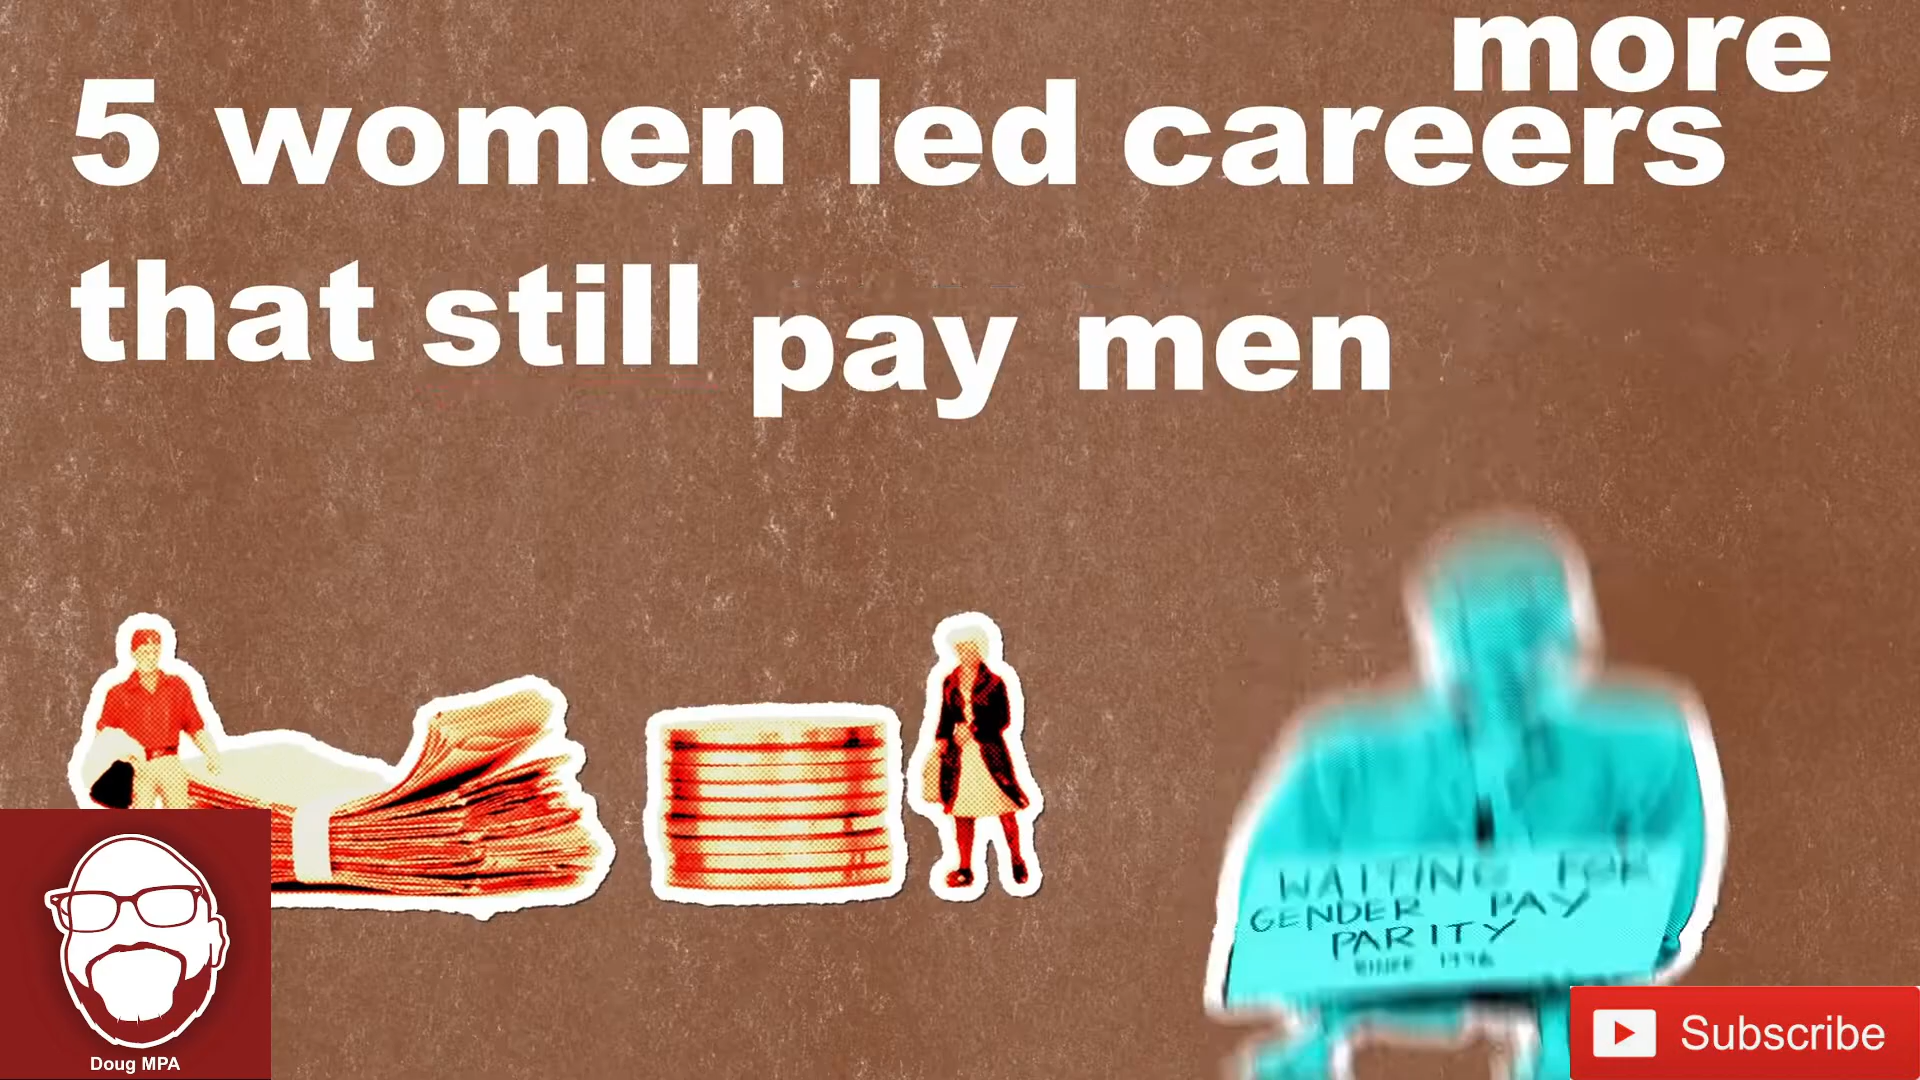 more
5 women led careers
that still pay men
WAITING FOR
GENDER PAY
PARITY
Doug MPA
Subscribe